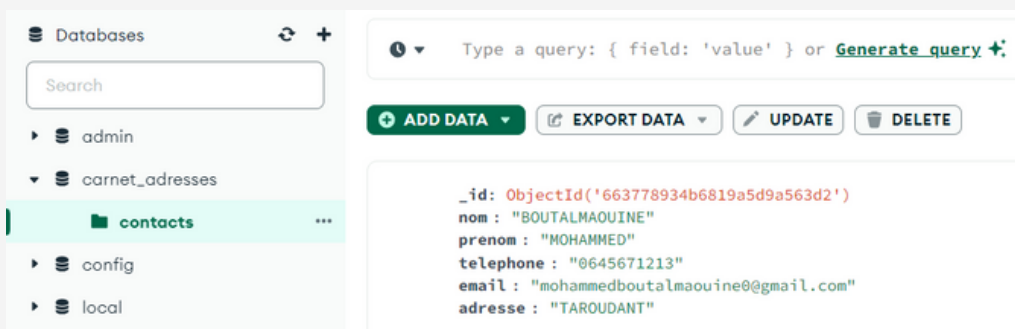 Databases
Search
admin
carnet_adresses
contacts
config
local
Type a query: { field: 'value' } or Generate query
ADD DATA
EXPORT DATA
UPDATE
DELETE
_id: ObjectId('663778934b6819a5d9a563d2')
nom : "BOUTALMAOUINE"
prenom : "MOHAMMED"
telephone : "0645671213"
email : "mohammedboutalmaouine0@gmail.com"
adresse : "TAROUDANT"